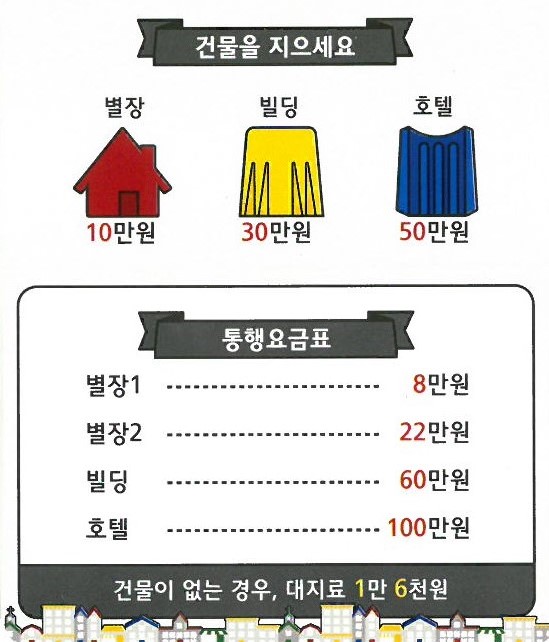 건물을 지으세요
별장 빌딩 호텔
10만원 30만원 50만원
통행요금표
별장1 8만원
별장2 22만원
빌딩 60만원
호텔 100만원
건물이 없는 경우, 대지료 1만 6천원